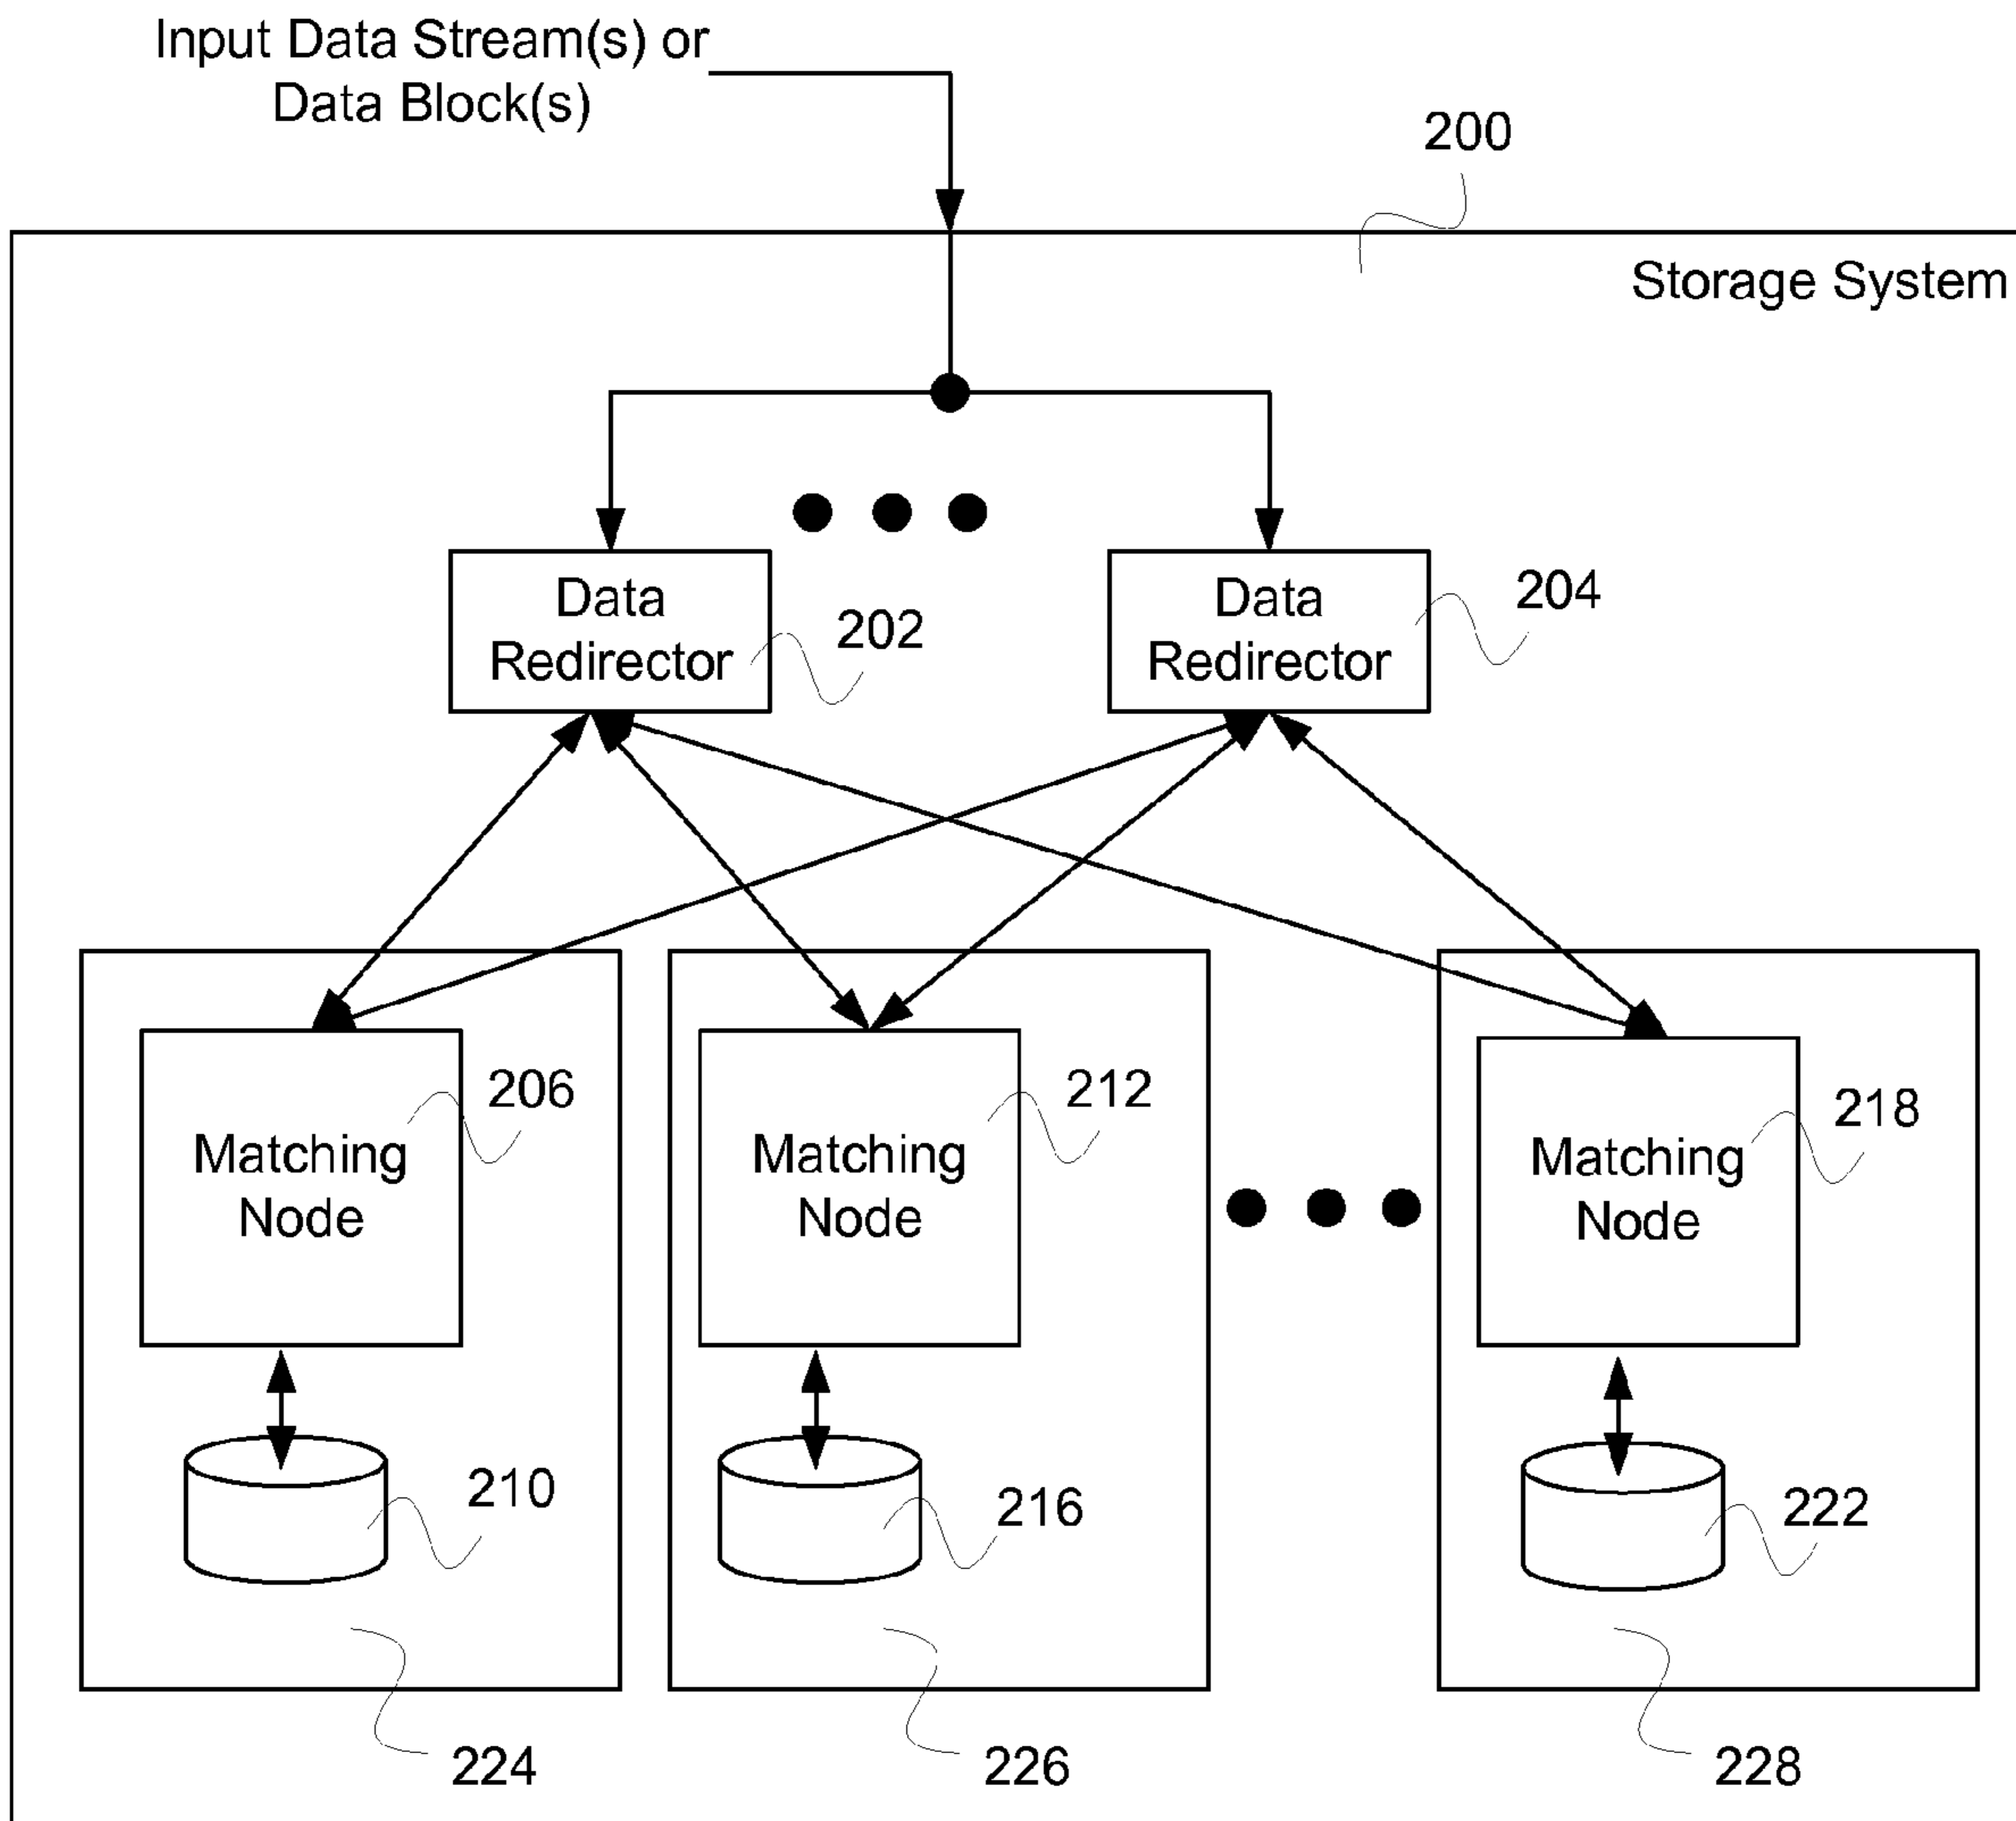 Input Data Stream(s) or
Data Block(s)
200
Storage System
Data
Redirector
202
Data
Redirector
204
Matching
Node
206
Matching
Node
212
Matching
Node
218
210
216
222
224
226
228